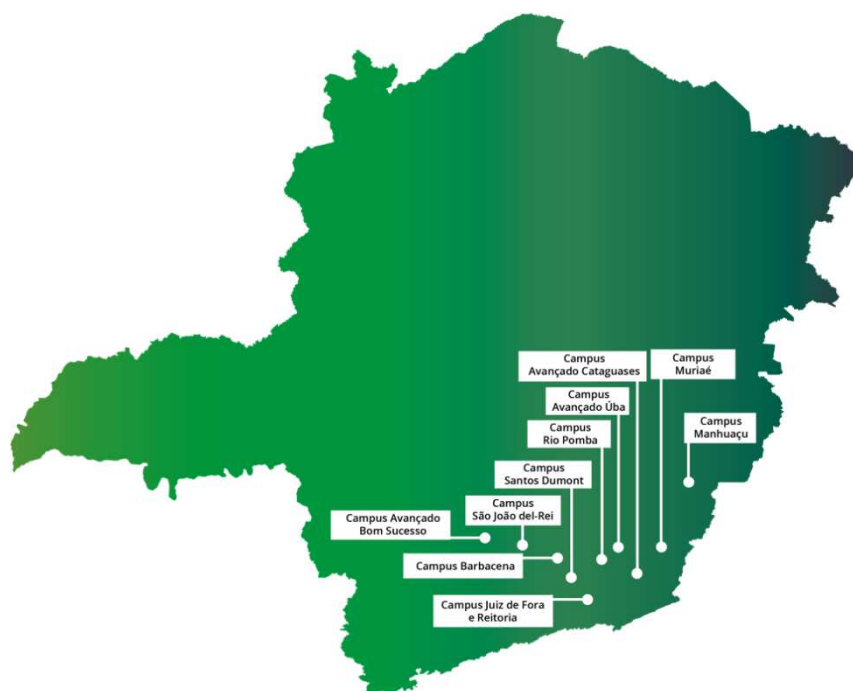 Campus
Avançado Cataguases
Campus
Muriaé
Campus
Avançado Úba
Campus
Rio Pomba
Campus
Manhuaçu
Campus
Santos Dumont
Campus
São João del-Rei
Campus Avançado
Bom Sucesso
Campus Barbacena
Campus Juiz de Fora
e Reitoria